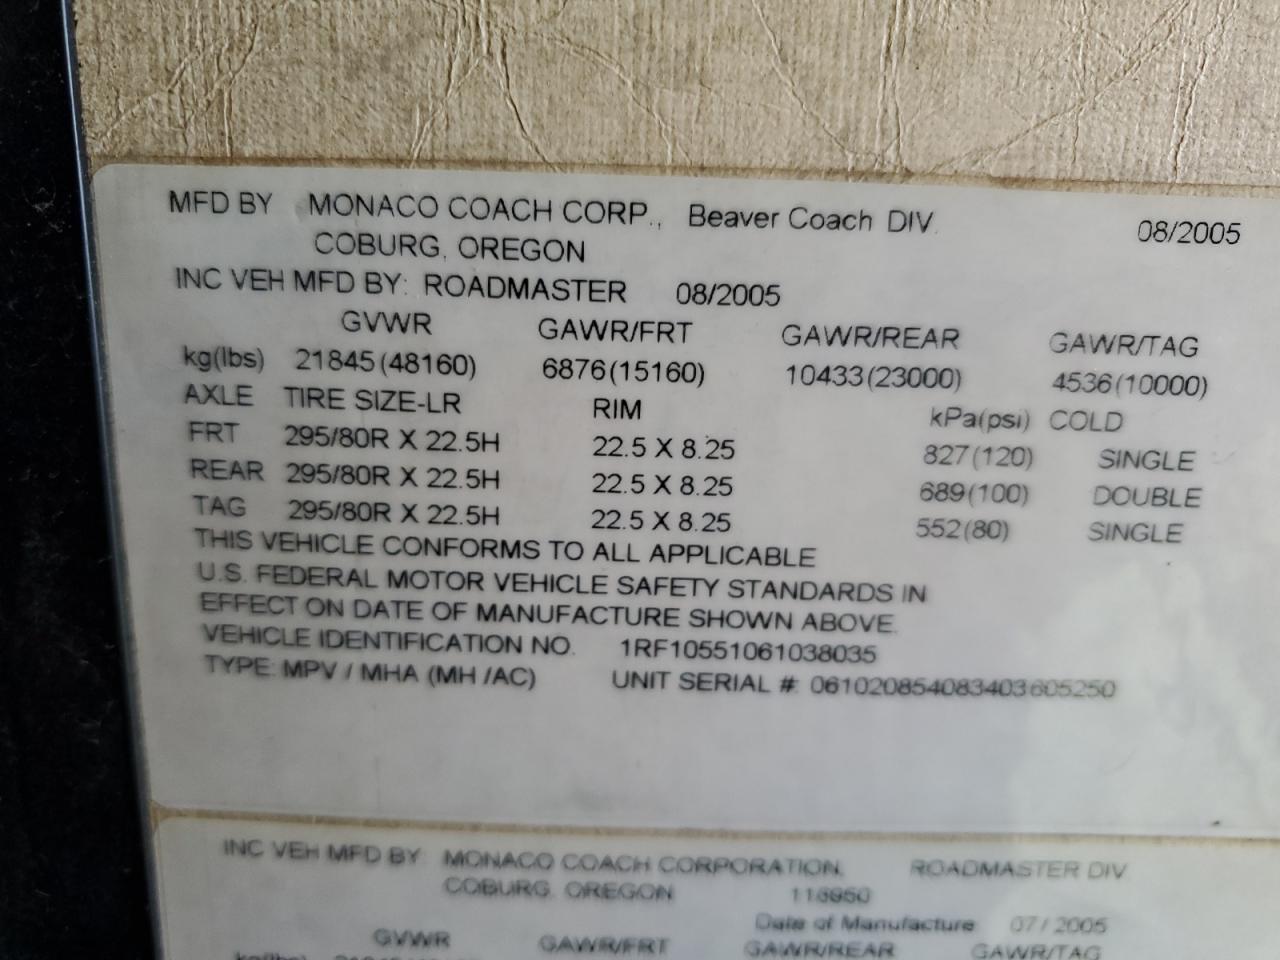 MFD BY MONACO COACH CORP., Beaver Coach DIV. 08/2005
COBURG, OREGON
INC VEH MFD BY: ROADMASTER 08/2005
GVWR GAWR/FRT GAWR/REAR GAWR/TAG
kg(lbs) 21845(48160) 6876(15160) 10433(23000) 4536(10000)
AXLE TIRE SIZE-LR RIM kPa(psi) COLD
FRT 295/80R X 22.5H 22.5 X 8.25 827(120) SINGLE
REAR 295/80R X 22.5H 22.5 X 8.25 689(100) DOUBLE
TAG 295/80R X 22.5H 22.5 X 8.25 552(80) SINGLE
THIS VEHICLE CONFORMS TO ALL APPLICABLE
U.S. FEDERAL MOTOR VEHICLE SAFETY STANDARDS IN
EFFECT ON DATE OF MANUFACTURE SHOWN ABOVE.
VEHICLE IDENTIFICATION NO. 1RF10551061038035
TYPE: MPV / MHA (MH /AC) UNIT SERIAL #: 061020854083403605250
INC VEH MFD BY MONACO COACH CORPORATION, ROADMASTER DIV
COBURG, OREGON
Date of Manufacture 07/2005
GVWR GAWR/FRT GAWR/REAR GAWR/TAG